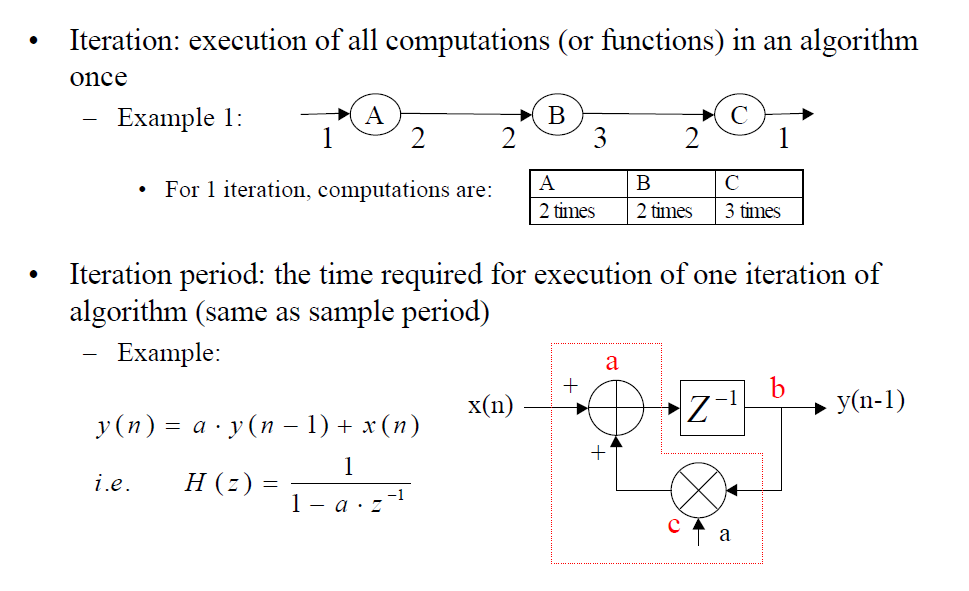 • Iteration: execution of all computations (or functions) in an algorithm
once
– Example 1:
A B C
1 2 2 3 2 1
• For 1 iteration, computations are:
A B C
2 times 2 times 3 times
• Iteration period: the time required for execution of one iteration of
algorithm (same as sample period)
– Example:
y(n) = a · y(n − 1) + x(n)
i.e. H(z) = 1 / (1 − a · z⁻¹)
a
+
x(n) Z⁻¹ b y(n-1)
+
c a